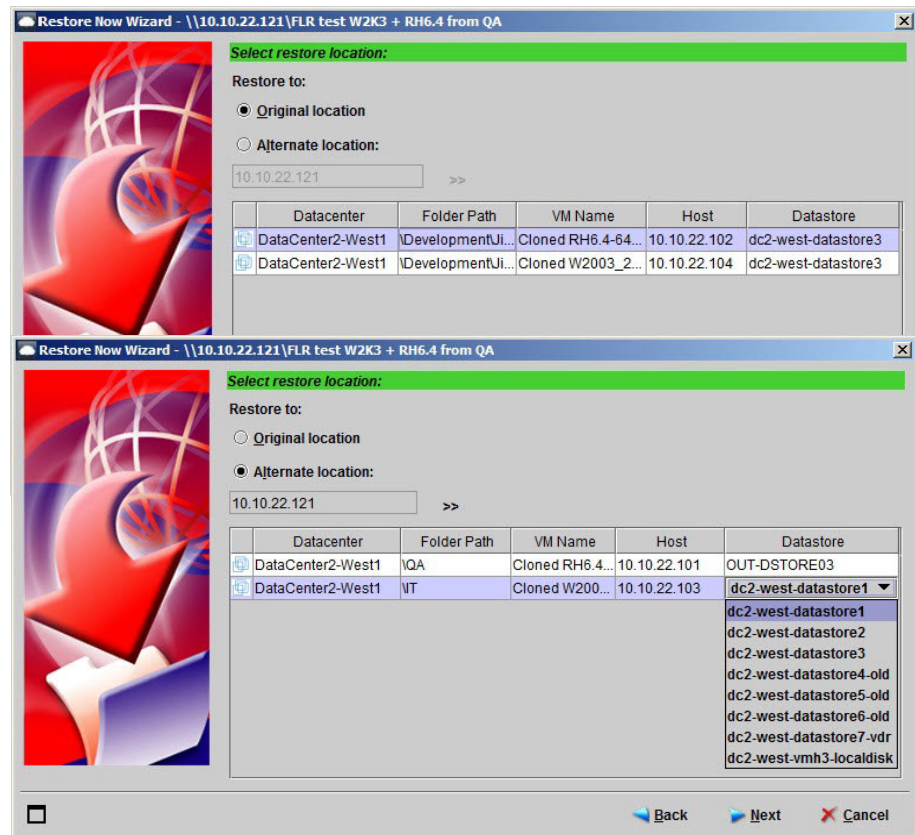 Restore Now Wizard - \\10.10.22.121\FLR test W2K3 + RH6.4 from QA
Select restore location:
Restore to:
Original location
Alternate location:
10.10.22.121 >>
Datacenter Folder Path VM Name Host Datastore
DataCenter2-West1 \Development\Ji... Cloned RH6.4-64... 10.10.22.102 dc2-west-datastore3
DataCenter2-West1 \Development\Ji... Cloned W2003_2... 10.10.22.104 dc2-west-datastore3
Restore Now Wizard - \\10.10.22.121\FLR test W2K3 + RH6.4 from QA
Select restore location:
Restore to:
Original location
Alternate location:
10.10.22.121 >>
Datacenter Folder Path VM Name Host Datastore
DataCenter2-West1 \QA Cloned RH6.4... 10.10.22.101 OUT-DSTORE03
DataCenter2-West1 \IT Cloned W200... 10.10.22.103 dc2-west-datastore1
dc2-west-datastore1
dc2-west-datastore2
dc2-west-datastore3
dc2-west-datastore4-old
dc2-west-datastore5-old
dc2-west-datastore6-old
dc2-west-datastore7-vdr
dc2-west-vmh3-localdisk
Back Next Cancel